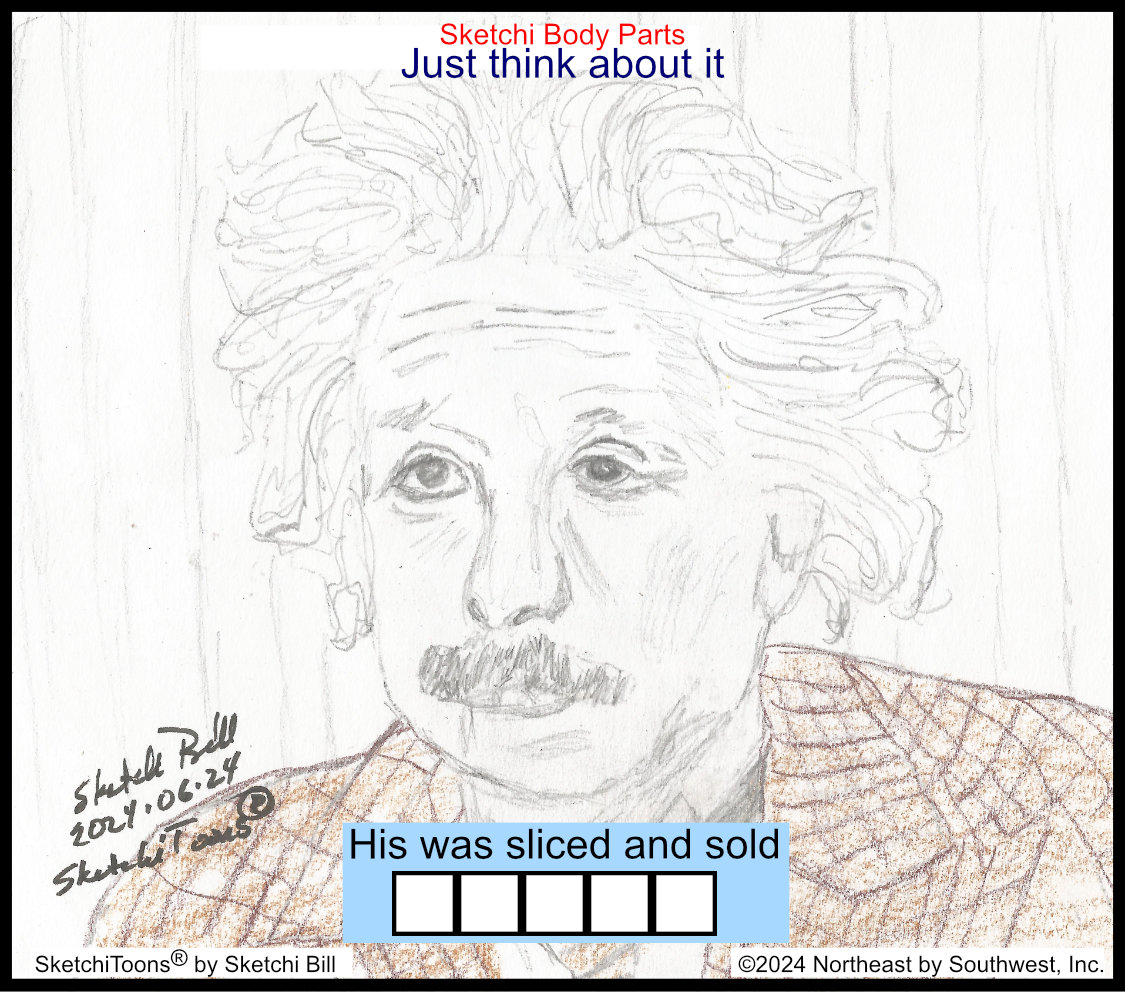 Sketchi Body Parts
Just think about it
Sketch Bill
2024.06.24
SketchiToons®
His was sliced and sold
SketchiToons® by Sketchi Bill
©2024 Northeast by Southwest, Inc.